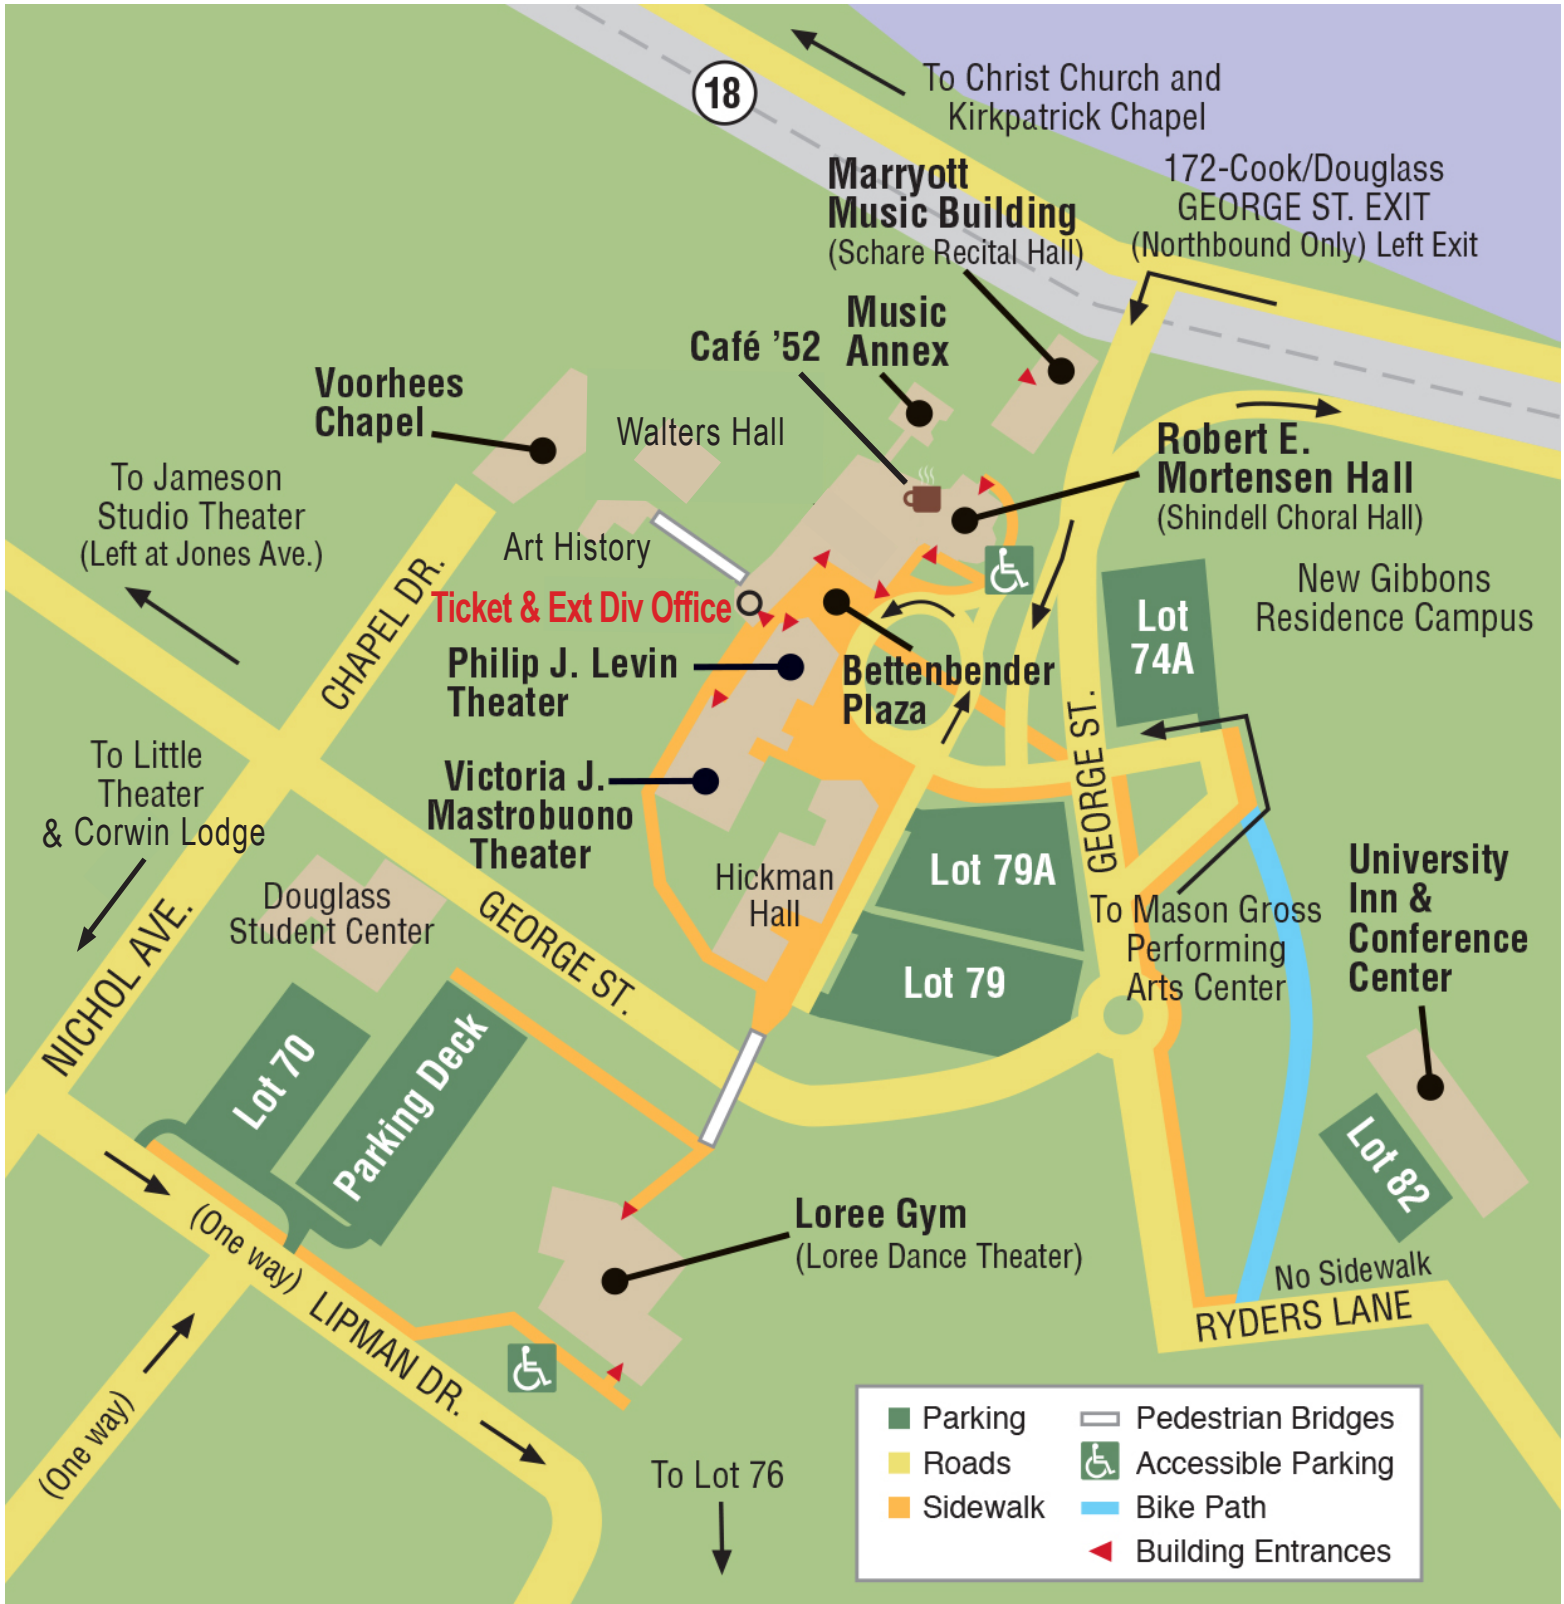 18
To Christ Church and
Kirkpatrick Chapel
172-Cook/Douglass
GEORGE ST. EXIT
(Northbound Only) Left Exit
Marryott
Music Building
(Schare Recital Hall)
Music
Annex
Café ’52
Voorhees
Chapel
Walters Hall
Robert E.
Mortensen Hall
(Shindell Choral Hall)
To Jameson
Studio Theater
(Left at Jones Ave.)
Art History
CHAPEL DR.
Ticket & Ext Div Office
New Gibbons
Residence Campus
Lot
74A
Philip J. Levin
Theater
Bettenbender
Plaza
GEORGE ST.
To Little
Theater
& Corwin Lodge
Victoria J.
Mastrobuono
Theater
Hickman
Hall
Lot 79A
University
Inn &
Conference
Center
To Mason Gross
Performing
Arts Center
Douglass
Student Center
NICHOL AVE.
GEORGE ST.
Lot 79
Lot 70
Parking Deck
Lot 82
(One way)
LIPMAN DR.
Loree Gym
(Loree Dance Theater)
No Sidewalk
RYDERS LANE
(One way)
To Lot 76
Parking
Roads
Sidewalk
Pedestrian Bridges
Accessible Parking
Bike Path
Building Entrances